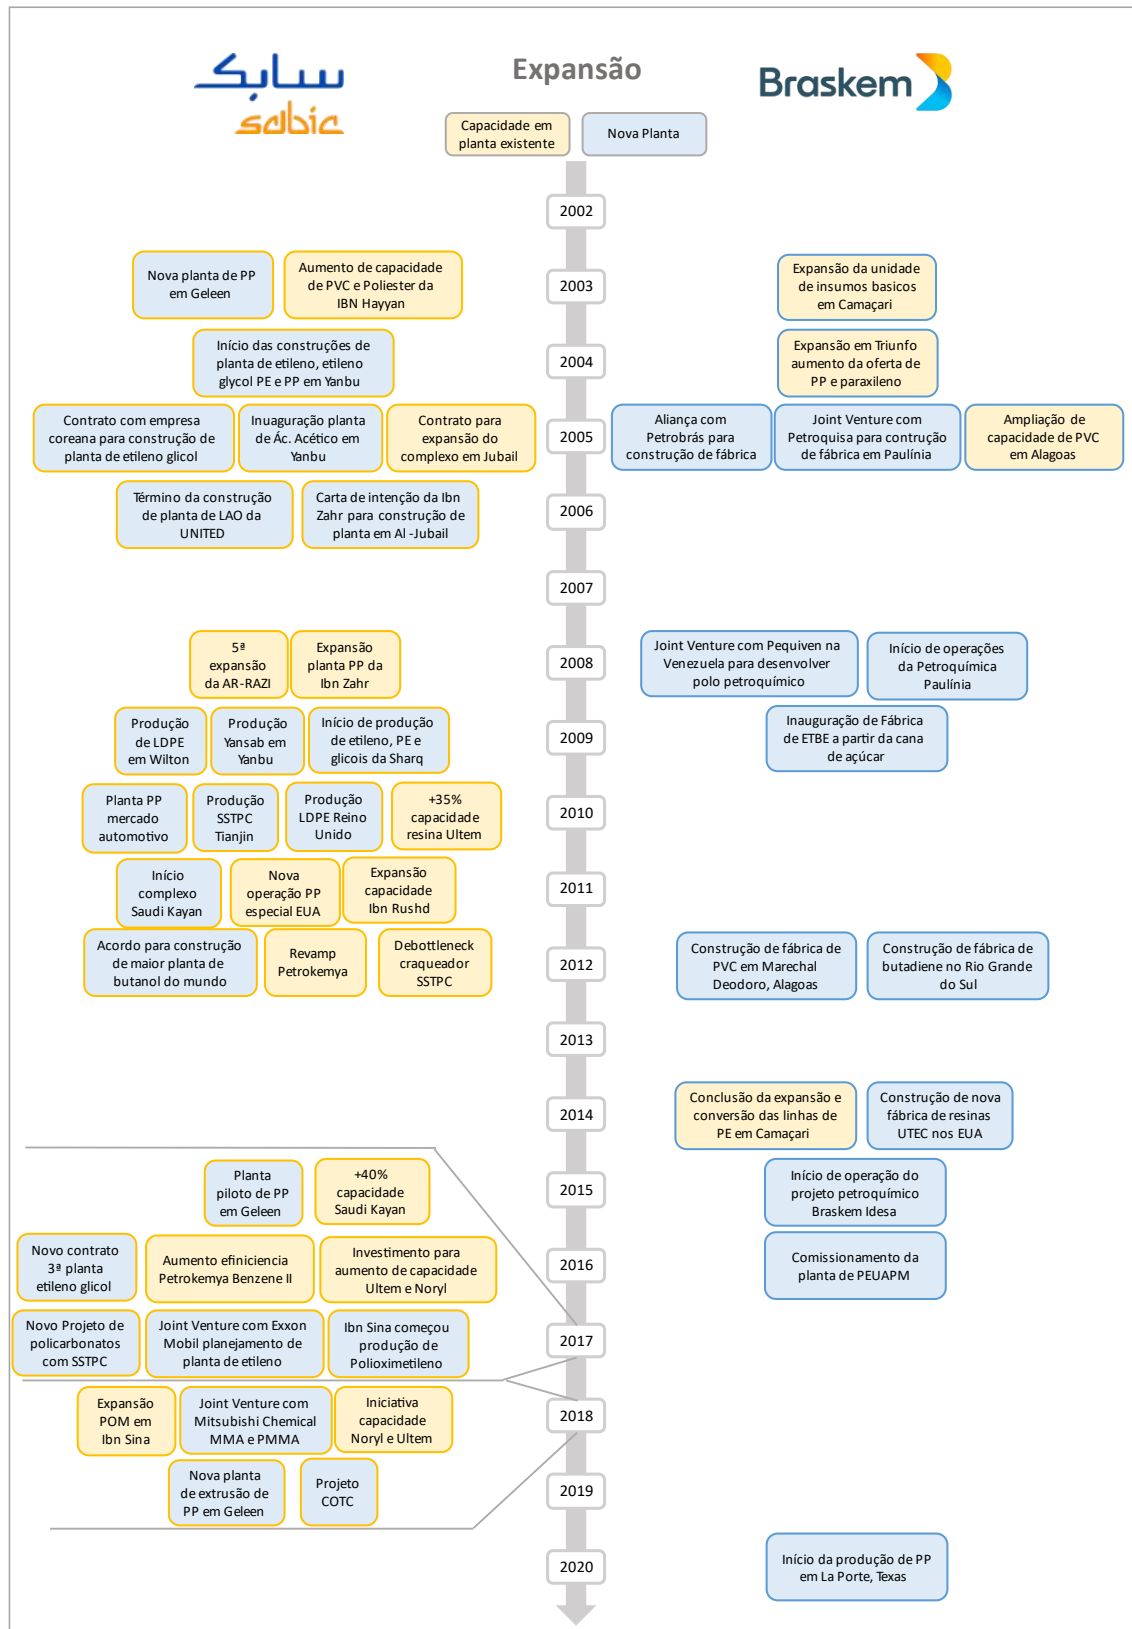 سابك
sabic
Expansão
Braskem
Capacidade em
planta existente
Nova Planta
2002
Nova planta de PP
em Geleen
Aumento de capacidade
de PVC e Poliester da
IBN Hayyan
2003
Expansão da unidade
de insumos basicos
em Camaçari
Início das construções de
planta de etileno, etileno
glycol PE e PP em Yanbu
2004
Expansão em Triunfo
aumento da oferta de
PP e paraxileno
Contrato com empresa
coreana para construção de
planta de etileno glicol
Inuaguração planta
de Ác. Acético em
Yanbu
Contrato para
expansão do
complexo em Jubail
2005
Aliança com
Petrobrás para
construção de fábrica
Joint Venture com
Petroquisa para contrução
de fábrica em Paulínia
Ampliação de
capacidade de PVC
em Alagoas
Término da construção
de planta de LAO da
UNITED
Carta de intenção da Ibn
Zahr para construção de
planta em Al -Jubail
2006
2007
5ª
expansão
da AR-RAZI
Expansão
planta PP da
Ibn Zahr
2008
Joint Venture com Pequiven na
Venezuela para desenvolver
polo petroquímico
Início de operações
da Petroquímica
Paulínia
Produção
de LDPE
em Wilton
Produção
Yansab em
Yanbu
Início de produção
de etileno, PE e
glicois da Sharq
2009
Inauguração de Fábrica
de ETBE a partir da cana
de açúcar
Planta PP
mercado
automotivo
Produção
SSTPC
Tianjin
Produção
LDPE Reino
Unido
+35%
capacidade
resina Ultem
2010
Início
complexo
Saudi Kayan
Nova
operação PP
especial EUA
Expansão
capacidade
Ibn Rushd
2011
Acordo para construção
de maior planta de
butanol do mundo
Revamp
Petrokemya
Debottleneck
craqueador
SSTPC
2012
Construção de fábrica de
PVC em Marechal
Deodoro, Alagoas
Construção de fábrica de
butadiene no Rio Grande
do Sul
2013
2014
Conclusão da expansão e
conversão das linhas de
PE em Camaçari
Construção de nova
fábrica de resinas
UTEC nos EUA
Planta
piloto de PP
em Geleen
+40%
capacidade
Saudi Kayan
2015
Início de operação do
projeto petroquímico
Braskem Idesa
Novo contrato
3ª planta
etileno glicol
Aumento efiniciencia
Petrokemya Benzene II
Investimento para
aumento de capacidade
Ultem e Noryl
2016
Comissionamento da
planta de PEUAPM
Novo Projeto de
policarbonatos
com SSTPC
Joint Venture com Exxon
Mobil planejamento de
planta de etileno
Ibn Sina começou
produção de
Polioximetileno
2017
Expansão
POM em
Ibn Sina
Joint Venture com
Mitsubishi Chemical
MMA e PMMA
Iniciativa
capacidade
Noryl e Ultem
2018
Nova planta
de extrusão de
PP em Geleen
Projeto
COTC
2019
2020
Início da produção de PP
em La Porte, Texas